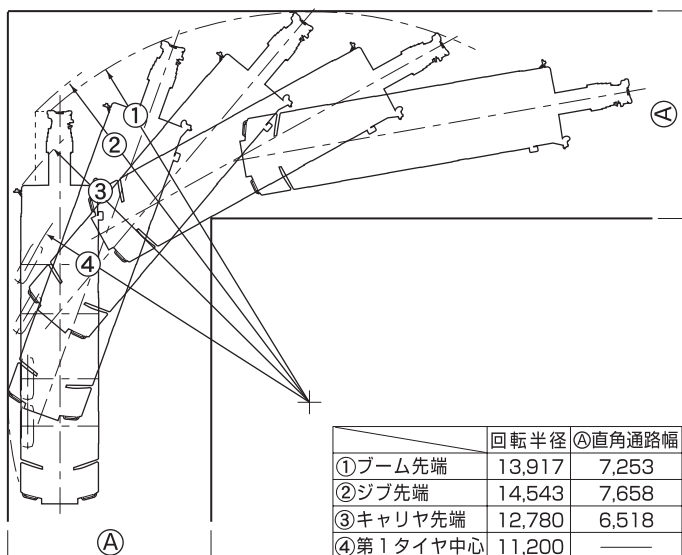 ①
②
③
④
Ⓐ
Ⓐ
回転半径 Ⓐ直角通路幅
①ブーム先端 13,917 7,253
②ジブ先端 14,543 7,658
③キャリヤ先端 12,780 6,518
④第1タイヤ中心 11,200 ——